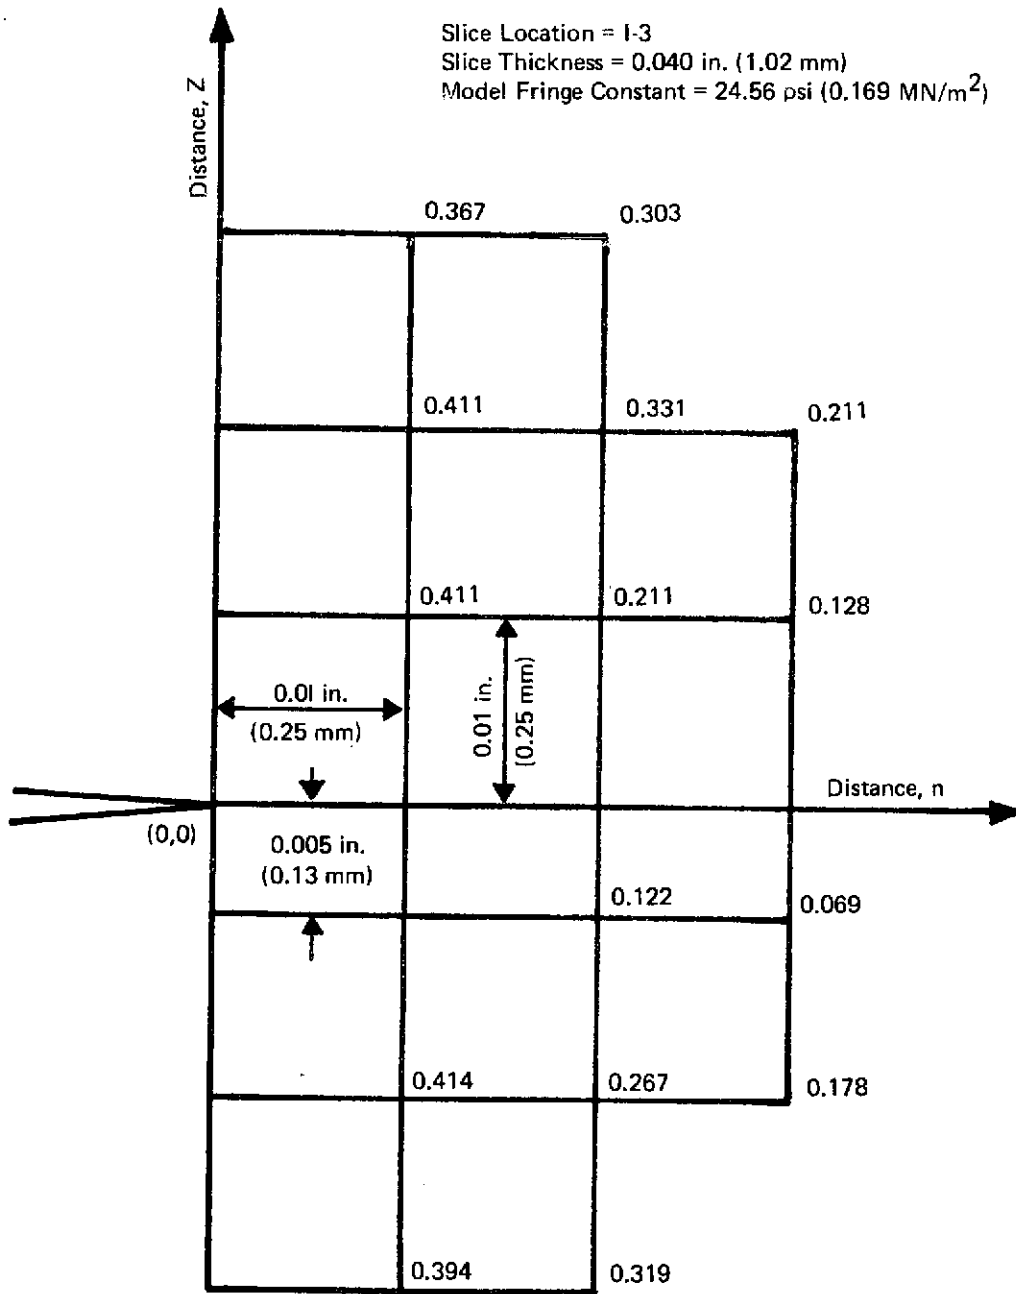 Slice Location = I-3
Slice Thickness = 0.040 in. (1.02 mm)
Model Fringe Constant = 24.56 psi (0.169 MN/m²)
Distance, Z
0.367
0.303
0.411
0.331
0.211
0.411
0.211
0.128
0.01 in.
(0.25 mm)
0.01 in.
(0.25 mm)
Distance, n
(0,0)
0.005 in.
(0.13 mm)
0.122
0.069
0.414
0.267
0.178
0.394
0.319